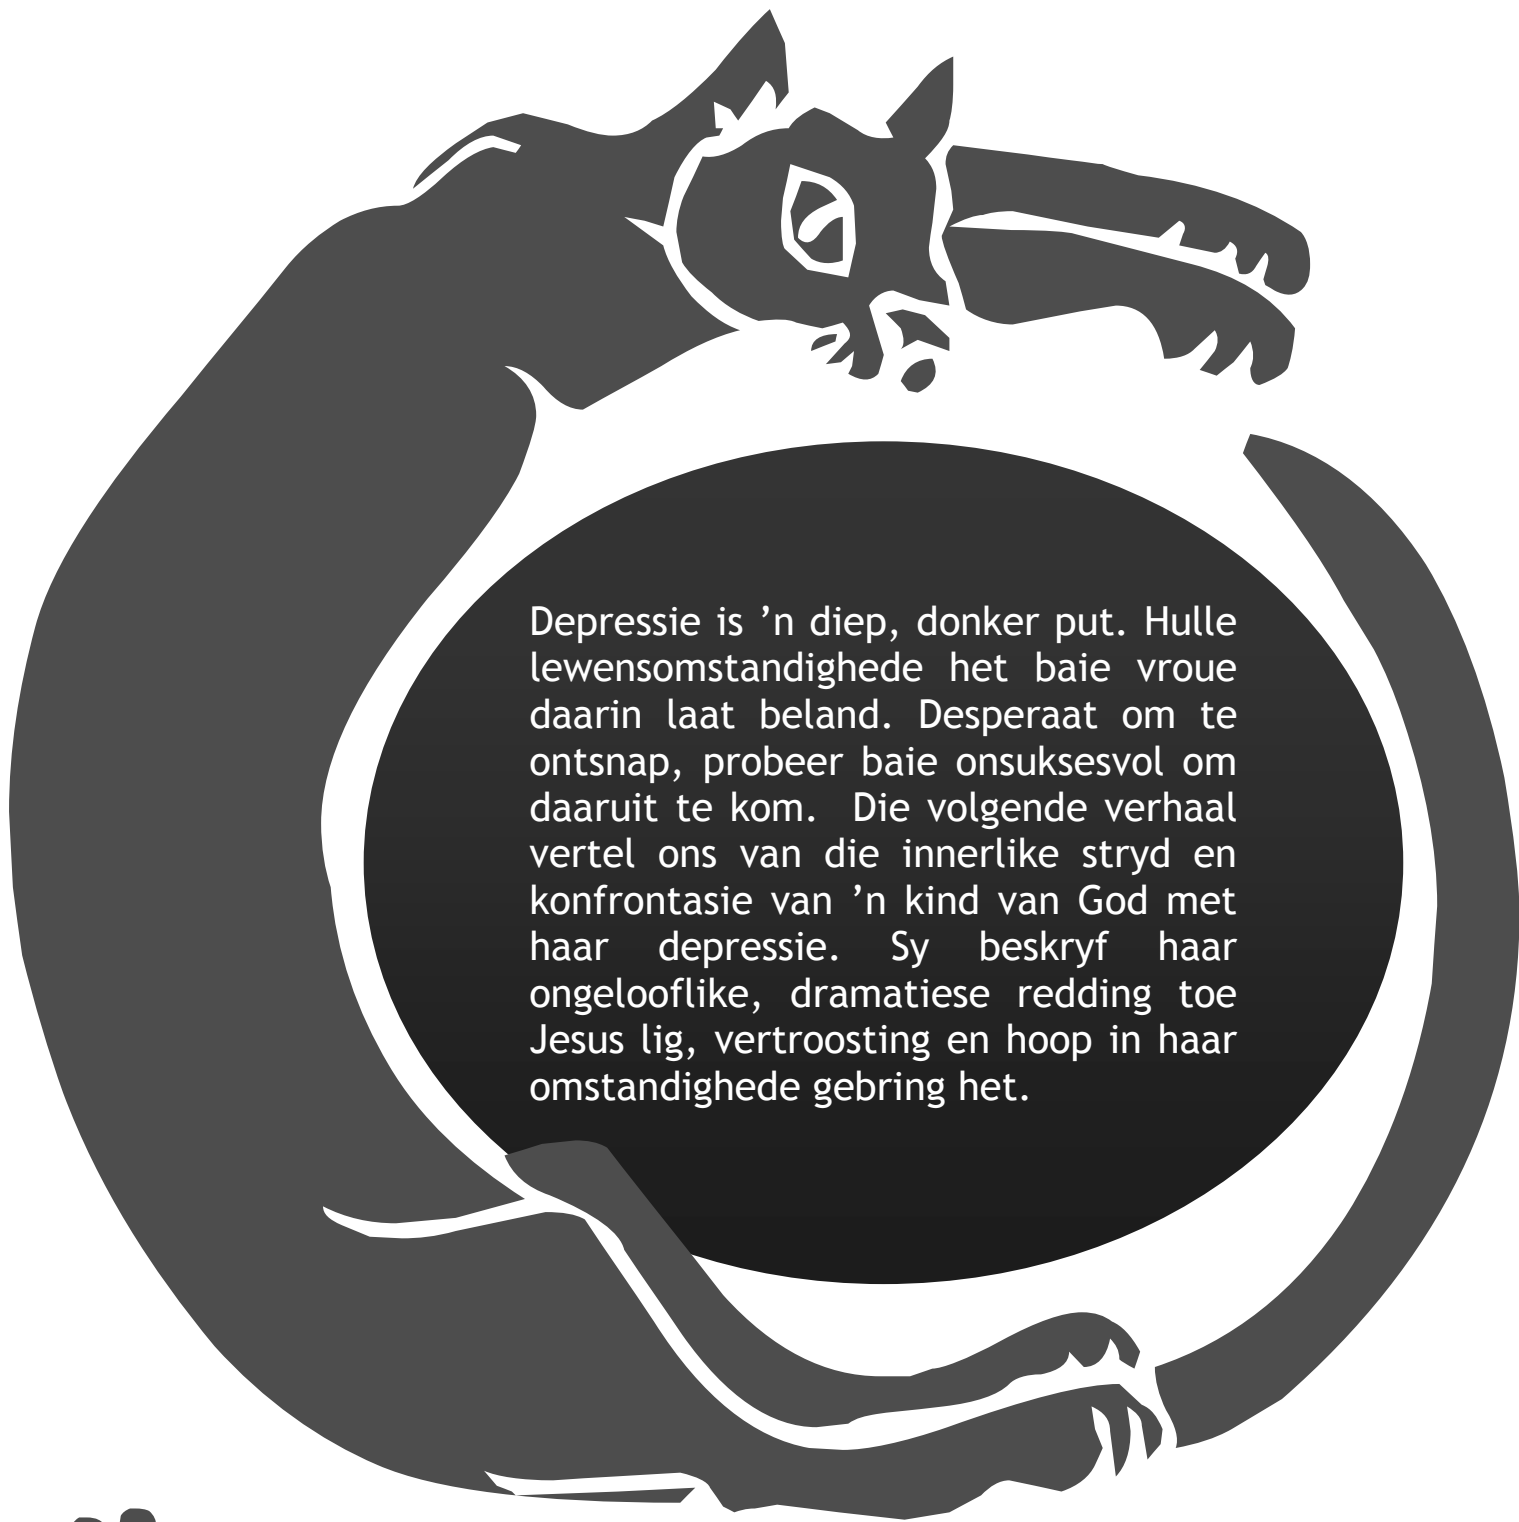 Depressie is ’n diep, donker put. Hulle
lewensomstandighede het baie vroue
daarin laat beland. Desperaat om te
ontsnap, probeer baie onsuksesvol om
daaruit te kom.  Die volgende verhaal
vertel ons van die innerlike stryd en
konfrontasie van ’n kind van God met
haar depressie. Sy beskryf haar
ongelooflike, dramatiese redding toe
Jesus lig, vertroosting en hoop in haar
omstandighede gebring het.